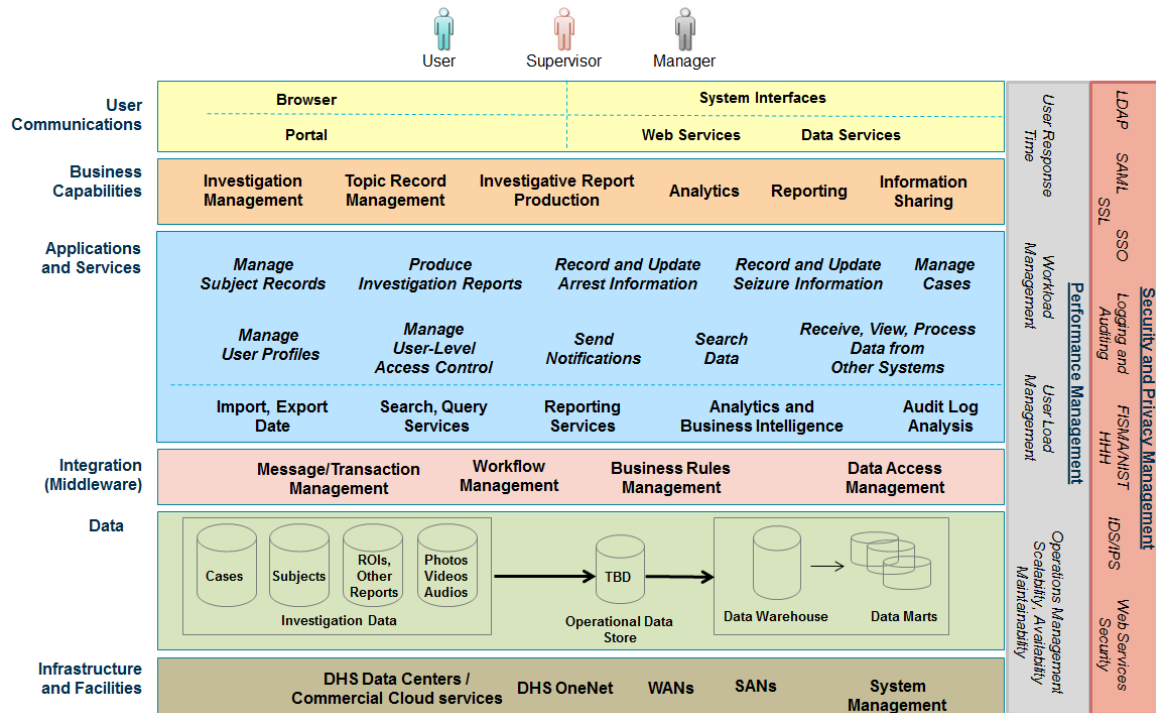 User
Supervisor
Manager
User
Communications
Browser
System Interfaces
Portal
Web Services
Data Services
Business
Capabilities
Investigation
Management
Topic Record
Management
Investigative Report
Production
Analytics
Reporting
Information
Sharing
Applications
and Services
Manage
Subject Records
Produce
Investigation Reports
Record and Update
Arrest Information
Record and Update
Seizure Information
Manage
Cases
Manage
User Profiles
Manage
User-Level
Access Control
Send
Notifications
Search
Data
Receive, View, Process
Data from
Other Systems
Import, Export
Date
Search, Query
Services
Reporting
Services
Analytics and
Business Intelligence
Audit Log
Analysis
Integration
(Middleware)
Message/Transaction
Management
Workflow
Management
Business Rules
Management
Data Access
Management
Data
Cases
Subjects
ROIs,
Other
Reports
Photos
Videos
Audios
Investigation Data
TBD
Operational Data
Store
Data Warehouse
Data Marts
Infrastructure
and Facilities
DHS Data Centers /
Commercial Cloud services
DHS OneNet
WANs
SANs
System
Management
User Response
Time
Workload
Management
User Load
Management
Operations Management
Scalability, Availability
Maintainability
Performance Management
LDAP
SAML
SSL
SSO
Logging and
Auditing
FISMA/NIST
HHH
IDS/IPS
Web Services
Security
Security and Privacy Management